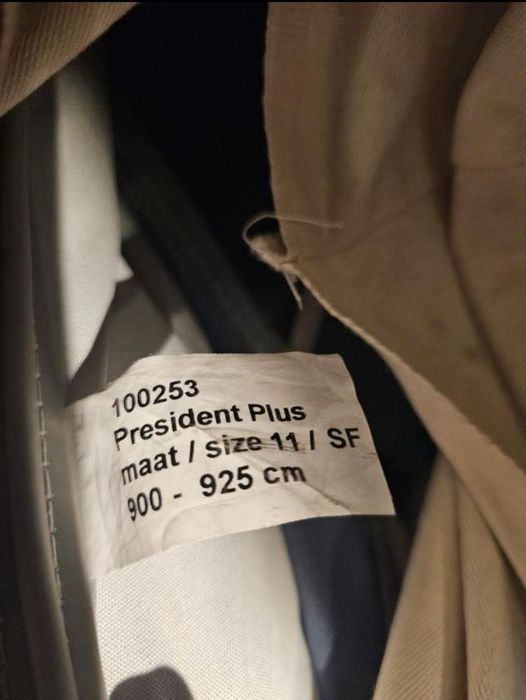 100253
President Plus
maat / size 11 / SF
900 - 925 cm